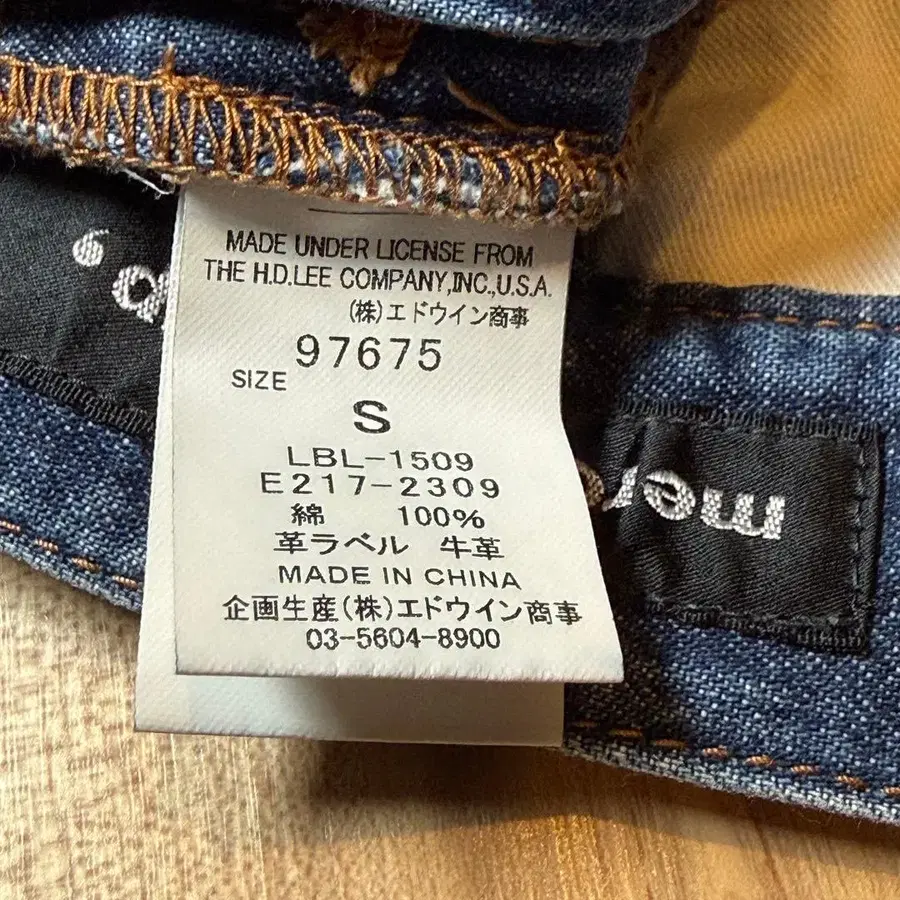 MADE UNDER LICENSE FROM
THE H.D.LEE COMPANY,INC.,U.S.A.
(株)エドウイン商事
97675
SIZE
S
LBL-1509
E217-2309
綿 100%
革ラベル 牛革
MADE IN CHINA
企画生産(株)エドウイン商事
03-5604-8900